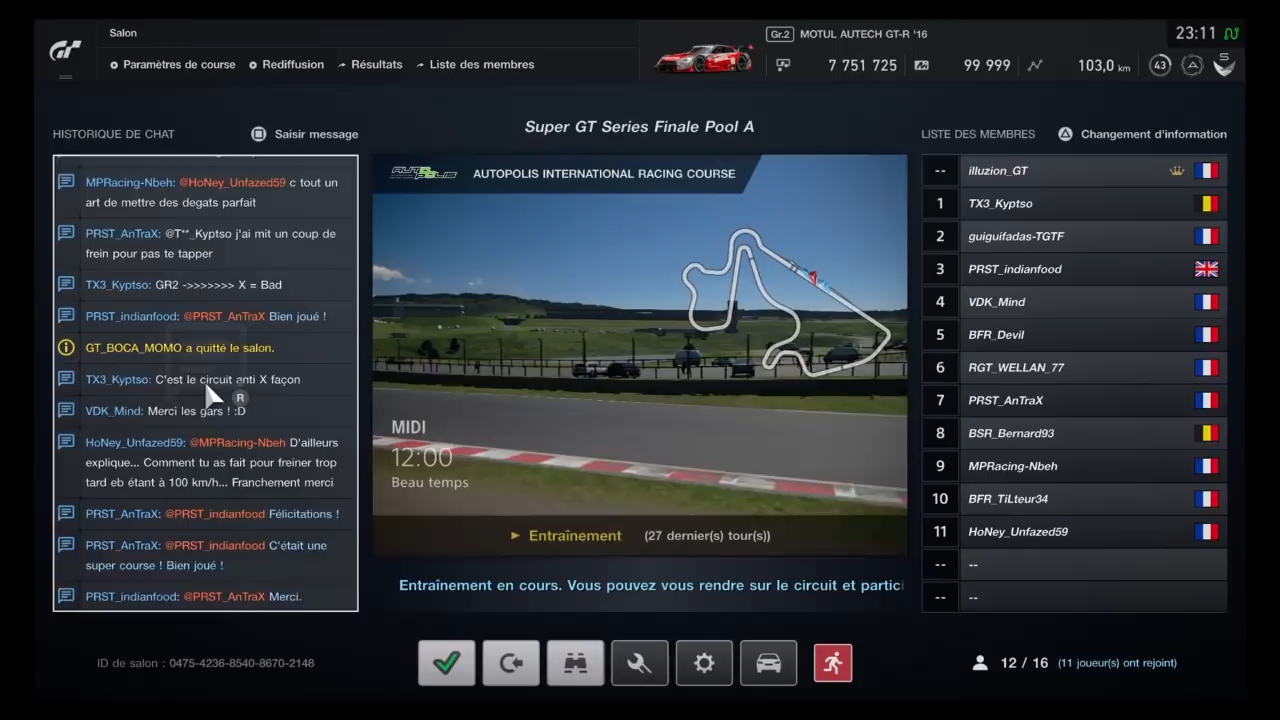 Salon
Paramètres de course
Rediffusion
Résultats
Liste des membres
Gr.2
MOTUL AUTECH GT-R '16
7 751 725
99 999
103,0 km
43
23:11
S
HISTORIQUE DE CHAT
Saisir message
MPRacing-Nbeh: @HoNey_Unfazed59 c tout un
art de mettre des degats parfait
PRST_AnTraX: @T**_Kyptso j'ai mit un coup de
frein pour pas te tapper
TX3_Kyptso: GR2 ->>>>>>> X = Bad
PRST_indianfood: @PRST_AnTraX Bien joué !
GT_BOCA_MOMO a quitté le salon.
TX3_Kyptso: C'est le circuit anti X façon
R
VDK_Mind: Merci les gars ! :D
HoNey_Unfazed59: @MPRacing-Nbeh D'ailleurs
explique... Comment tu as fait pour freiner trop
tard eb étant à 100 km/h... Franchement merci
PRST_AnTraX: @PRST_indianfood Félicitations !
PRST_AnTraX: @PRST_indianfood C'était une
super course ! Bien joué !
PRST_indianfood: @PRST_AnTraX Merci.
ID de salon : 0475-4236-8540-8670-2148
Super GT Series Finale Pool A
AUTOPOLIS
AUTOPOLIS INTERNATIONAL RACING COURSE
MIDI
12:00
Beau temps
Entraînement (27 dernier(s) tour(s))
Entraînement en cours. Vous pouvez vous rendre sur le circuit et partici
LISTE DES MEMBRES
Changement d'information
-- illuzion_GT
1 TX3_Kyptso
2 guiguifadas-TGTF
3 PRST_indianfood
4 VDK_Mind
5 BFR_Devil
6 RGT_WELLAN_77
7 PRST_AnTraX
8 BSR_Bernard93
9 MPRacing-Nbeh
10 BFR_TiLteur34
11 HoNey_Unfazed59
-- --
-- --
12 / 16 (11 joueur(s) ont rejoint)